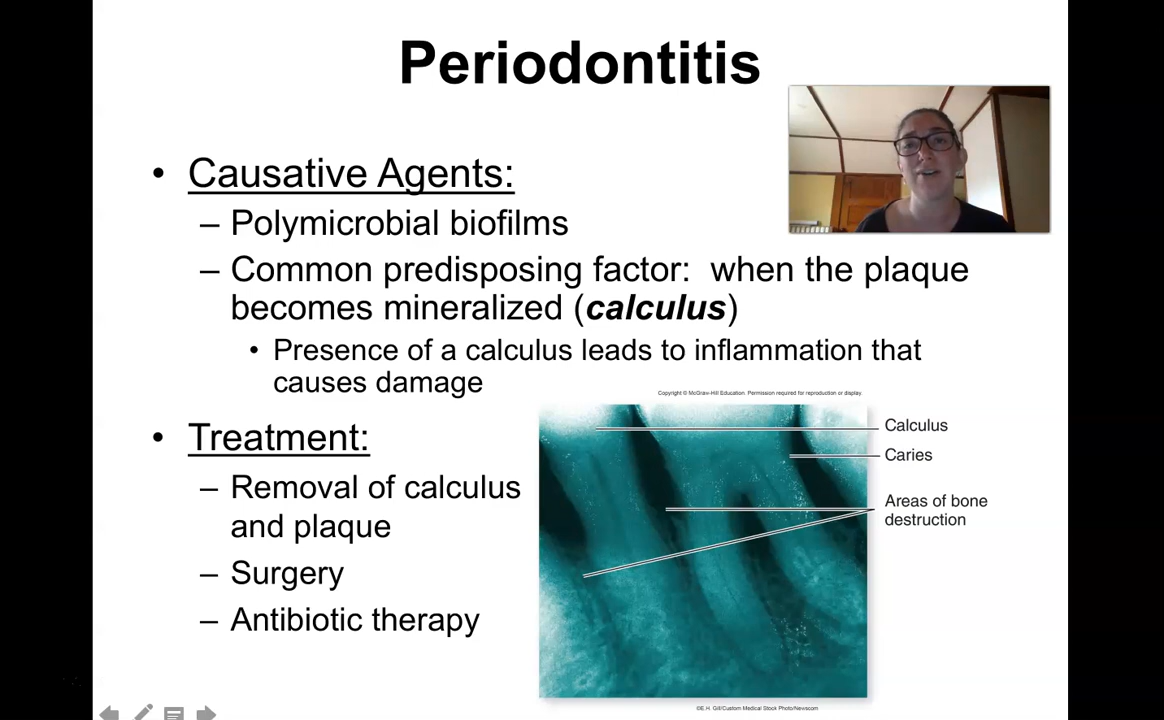 Periodontitis
• Causative Agents:
– Polymicrobial biofilms
– Common predisposing factor: when the plaque
becomes mineralized (calculus)
• Presence of a calculus leads to inflammation that
causes damage
• Treatment:
– Removal of calculus
and plaque
– Surgery
– Antibiotic therapy
Copyright © McGraw-Hill Education. Permission required for reproduction or display.
Calculus
Caries
Areas of bone
destruction
©E.H. Gill/Custom Medical Stock Photo/Newscom